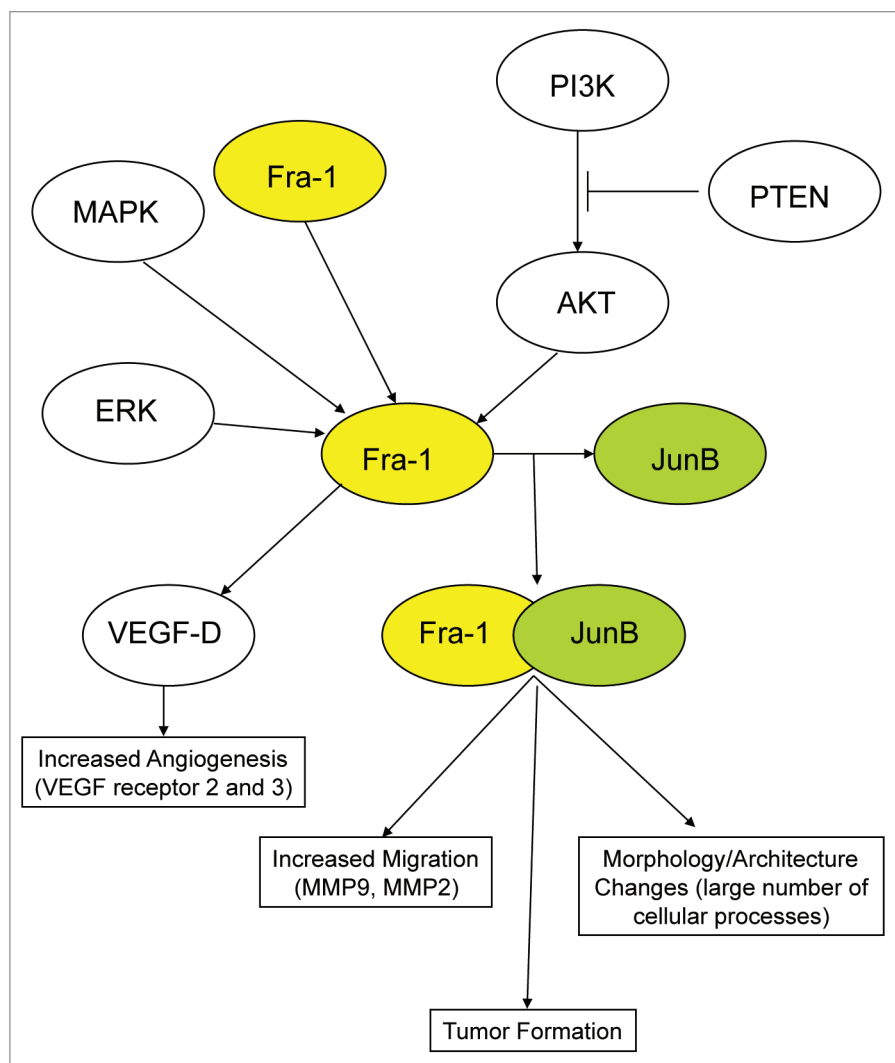 PI3K
Fra-1
MAPK
PTEN
AKT
ERK
Fra-1
JunB
VEGF-D
Fra-1
JunB
Increased Angiogenesis
(VEGF receptor 2 and 3)
Increased Migration
(MMP9, MMP2)
Morphology/Architecture
Changes (large number of
cellular processes)
Tumor Formation